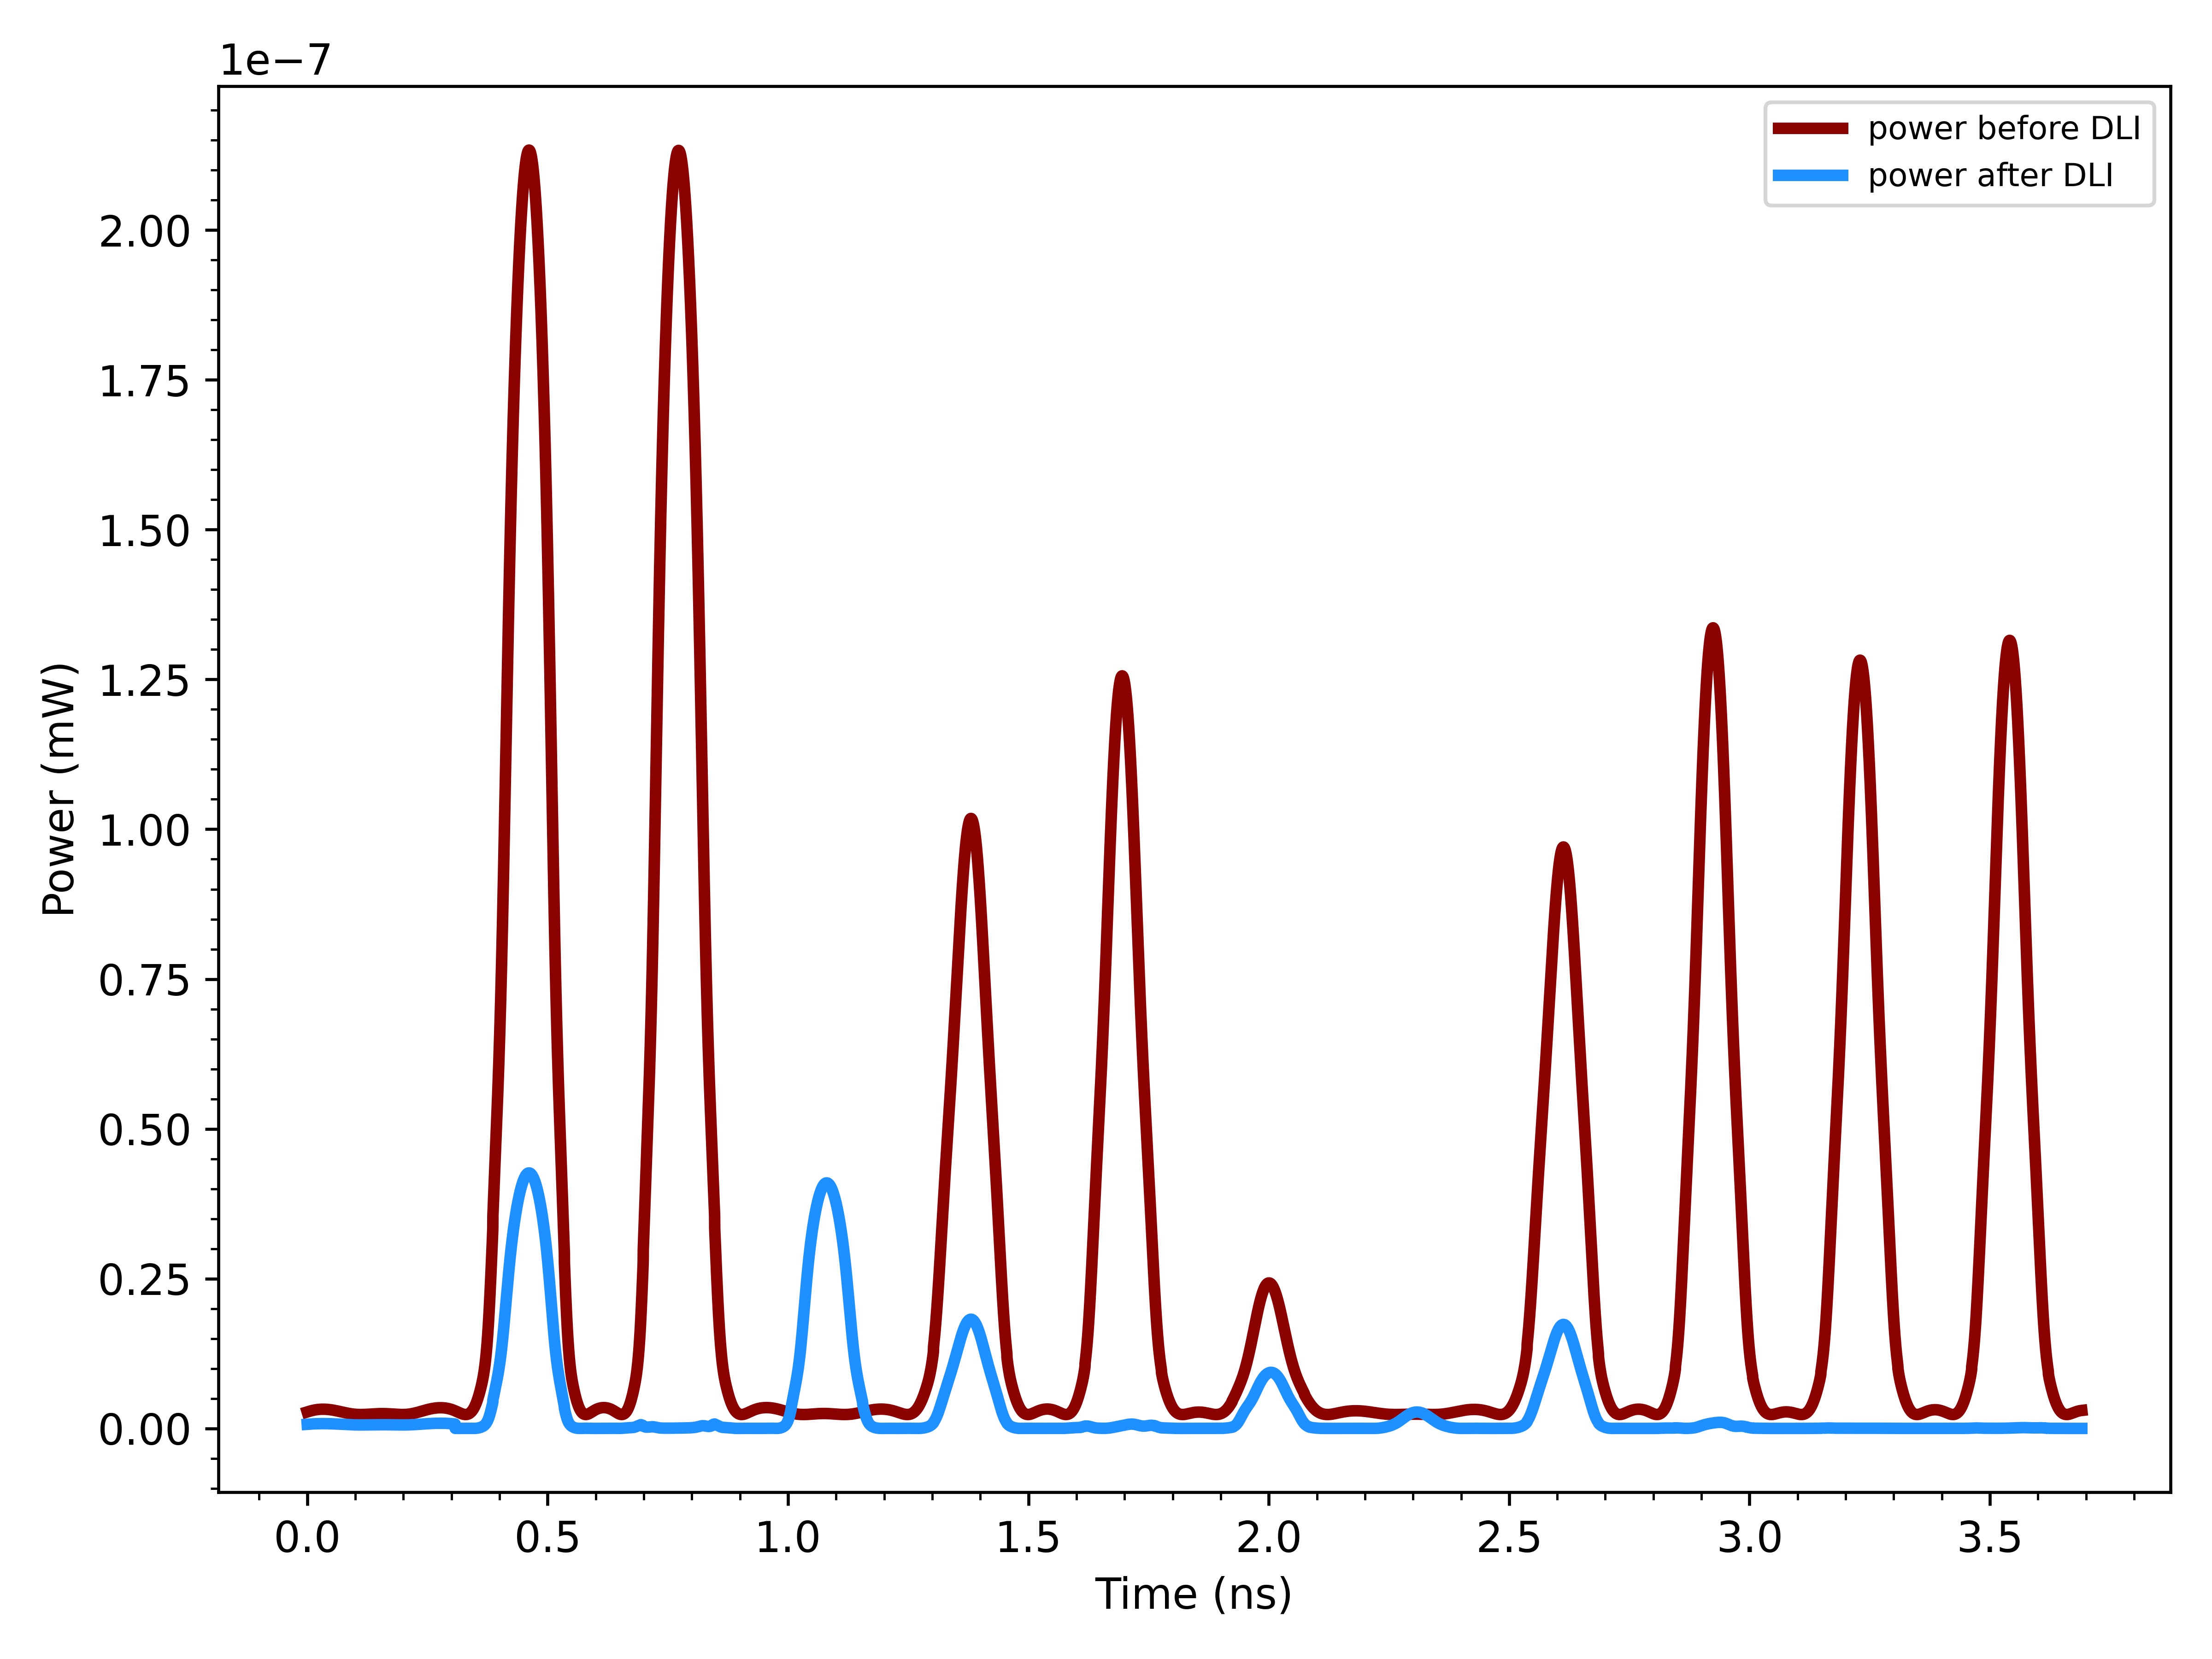 1e−7
power before DLI
power after DLI
2.00
1.75
1.50
1.25
1.00
0.75
0.50
0.25
0.00
Power (mW)
0.0 0.5 1.0 1.5 2.0 2.5 3.0 3.5
Time (ns)